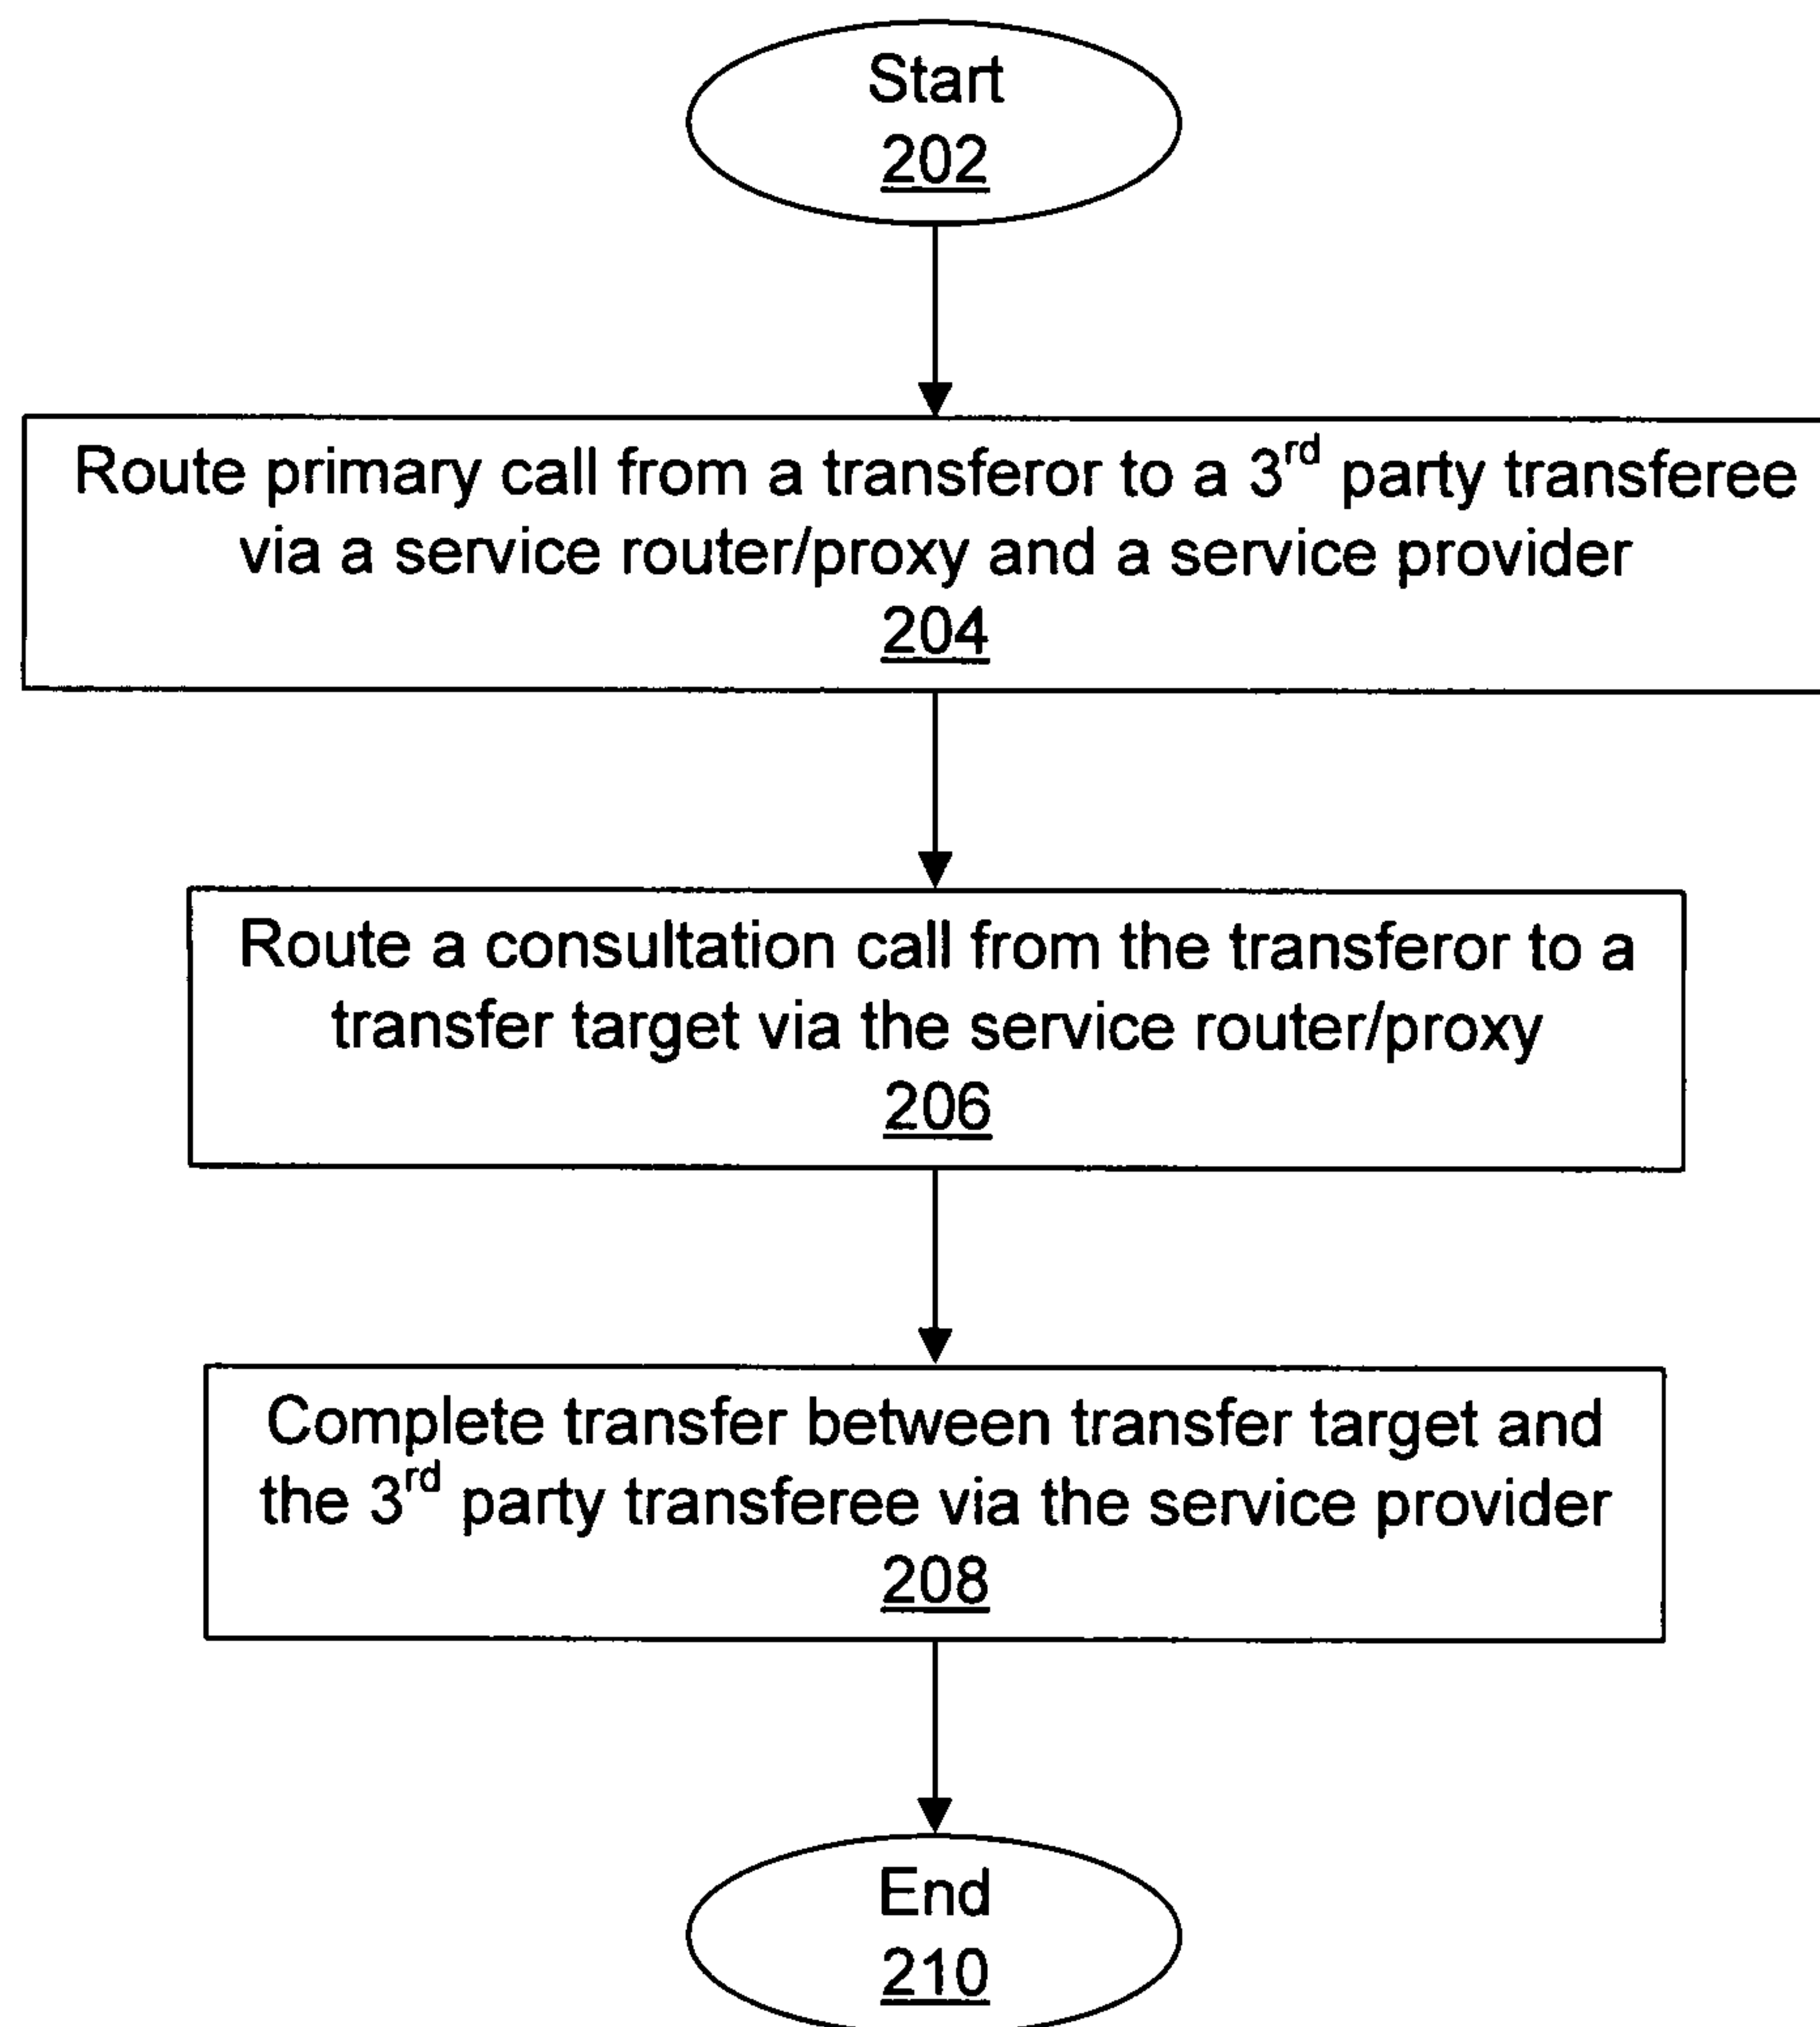 Start
202
Route primary call from a transferor to a 3rd party transferee
via a service router/proxy and a service provider
204
Route a consultation call from the transferor to a
transfer target via the service router/proxy
206
Complete transfer between transfer target and
the 3rd party transferee via the service provider
208
End
210